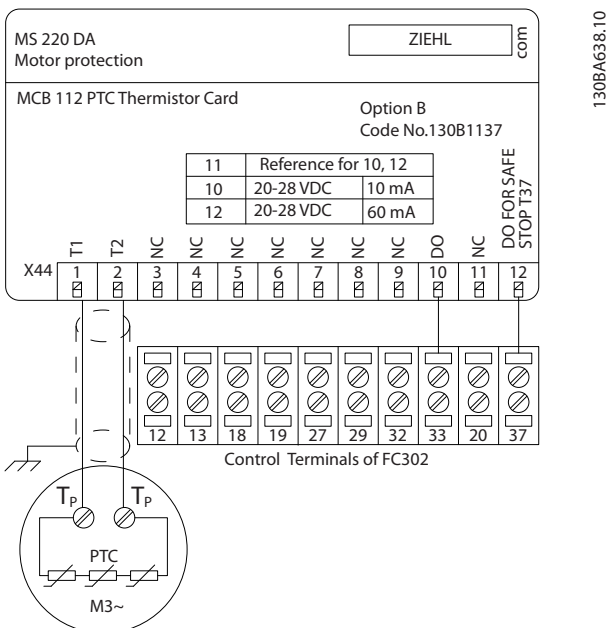 MS 220 DA
Motor protection
ZIEHL
com
130BA638.10
MCB 112 PTC Thermistor Card
Option B
Code No.130B1137
11 Reference for 10, 12
10 20-28 VDC 10 mA
12 20-28 VDC 60 mA
T1 T2 NC NC NC NC NC NC NC DO NC DO FOR SAFE STOP T37
X44 1 2 3 4 5 6 7 8 9 10 11 12
12 13 18 19 27 29 32 33 20 37
Control Terminals of FC302
TP TP
PTC
M3~